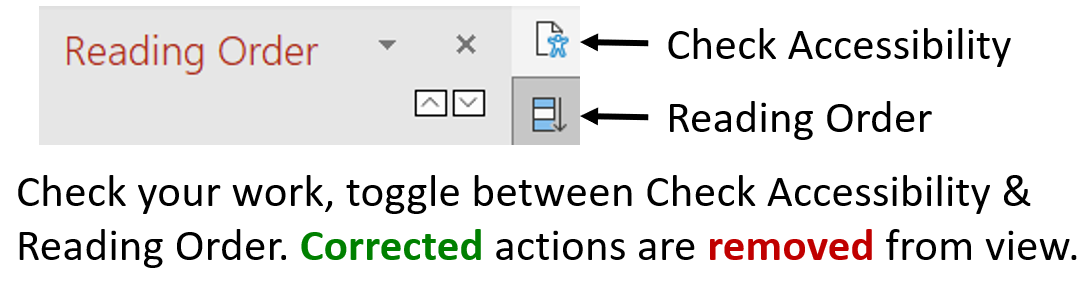 Reading Order
Check Accessibility
Reading Order
Check your work, toggle between Check Accessibility &
Reading Order. Corrected actions are removed from view.